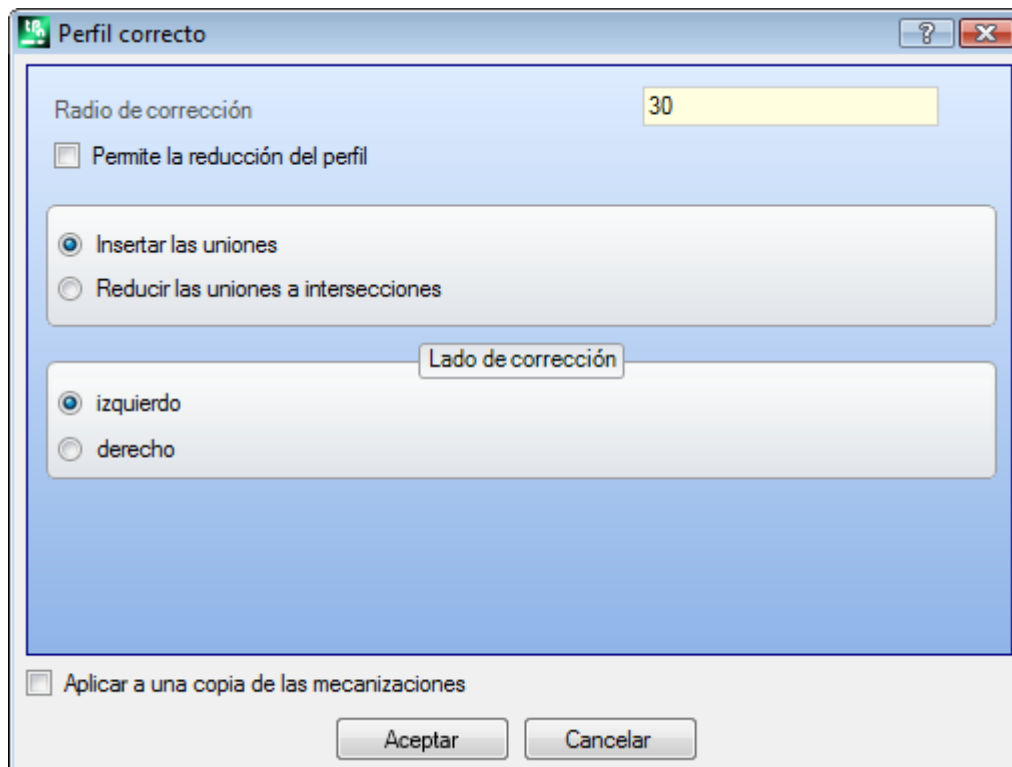 Perfil correcto
Radio de corrección
30
Permite la reducción del perfil
Insertar las uniones
Reducir las uniones a intersecciones
Lado de corrección
izquierdo
derecho
Aplicar a una copia de las mecanizaciones
Aceptar
Cancelar